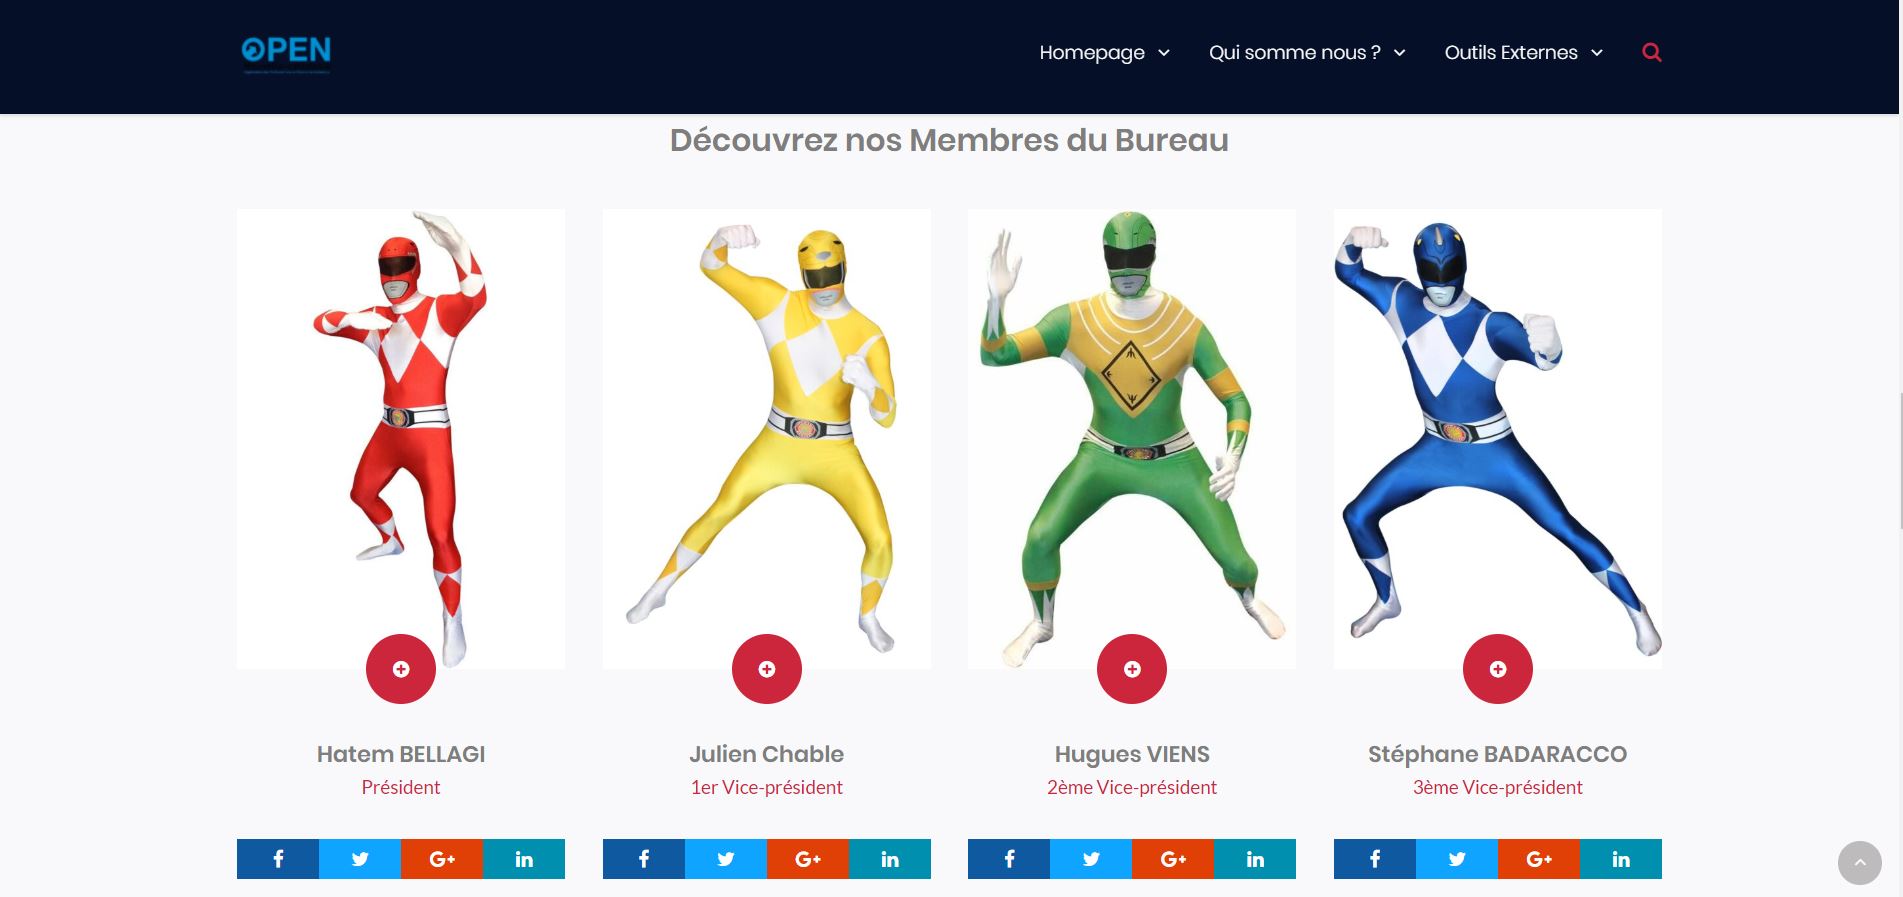 OPEN
Homepage
Qui somme nous ?
Outils Externes
Découvrez nos Membres du Bureau
Hatem BELLAGI
Président
Julien Chable
1er Vice-président
Hugues VIENS
2ème Vice-président
Stéphane BADARACCO
3ème Vice-président
f
G+
in
f
G+
in
f
G+
in
f
G+
in